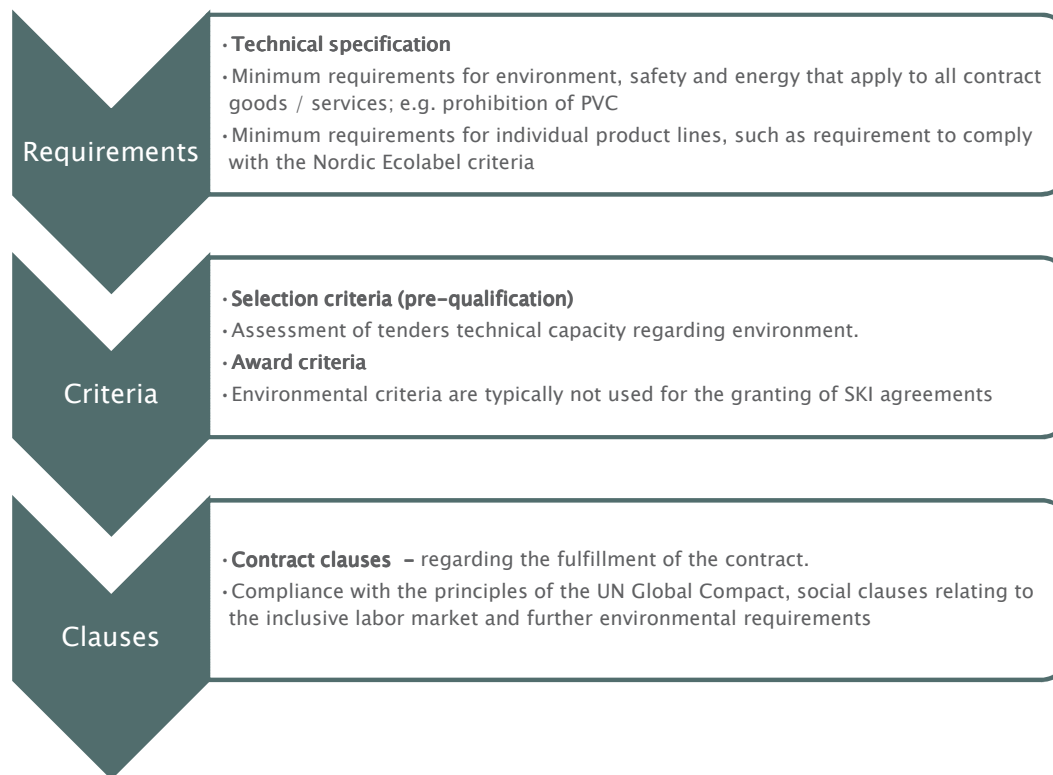 Requirements
·Technical specification
·Minimum requirements for environment, safety and energy that apply to all contract
goods / services; e.g. prohibition of PVC
·Minimum requirements for individual product lines, such as requirement to comply
with the Nordic Ecolabel criteria
Criteria
·Selection criteria (pre-qualification)
·Assessment of tenders technical capacity regarding environment.
·Award criteria
·Environmental criteria are typically not used for the granting of SKI agreements
Clauses
·Contract clauses – regarding the fulfillment of the contract.
·Compliance with the principles of the UN Global Compact, social clauses relating to
the inclusive labor market and further environmental requirements